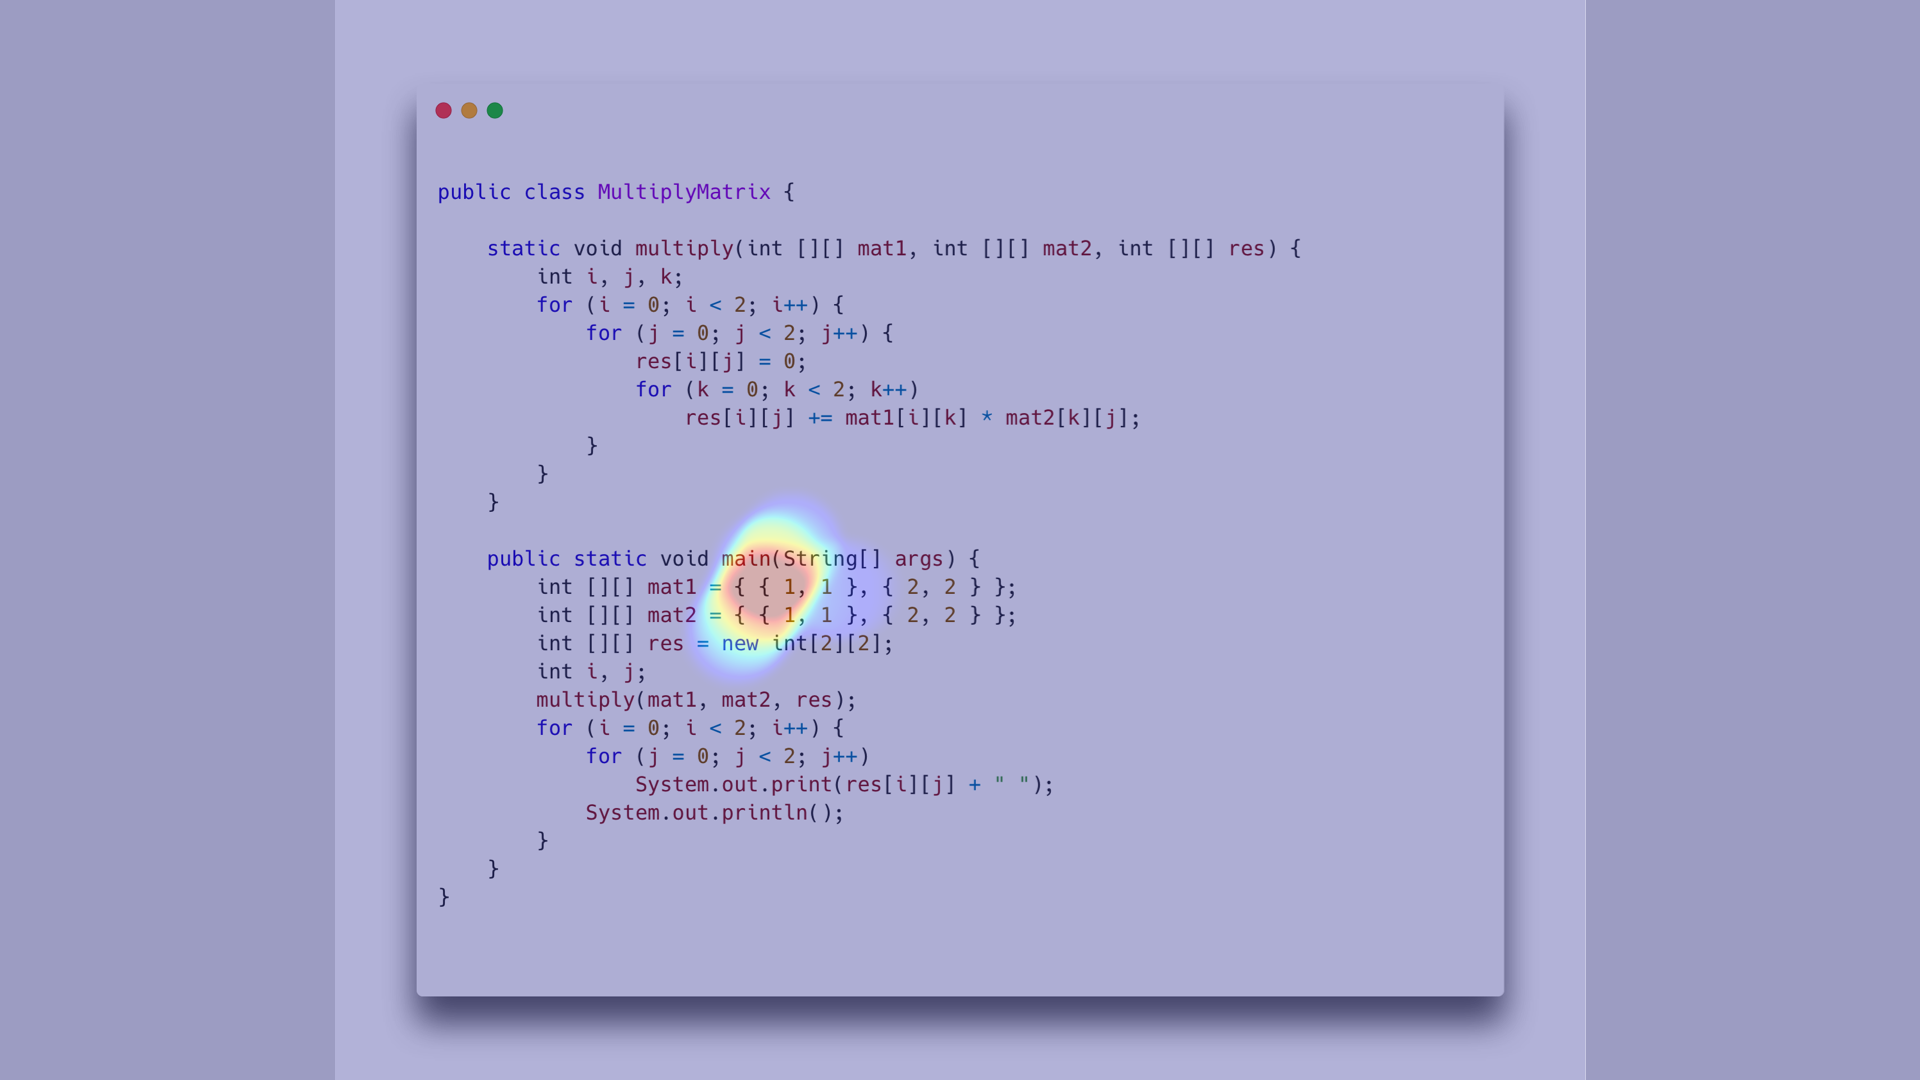 public class MultiplyMatrix {
static void multiply(int [][] mat1, int [][] mat2, int [][] res) {
int i, j, k;
for (i = 0; i < 2; i++) {
for (j = 0; j < 2; j++) {
res[i][j] = 0;
for (k = 0; k < 2; k++)
res[i][j] += mat1[i][k] * mat2[k][j];
}
}
}
public static void main(String[] args) {
int [][] mat1 = { { 1, 1 }, { 2, 2 } };
int [][] mat2 = { { 1, 1 }, { 2, 2 } };
int [][] res = new int[2][2];
int i, j;
multiply(mat1, mat2, res);
for (i = 0; i < 2; i++) {
for (j = 0; j < 2; j++)
System.out.print(res[i][j] + " ");
System.out.println();
}
}
}